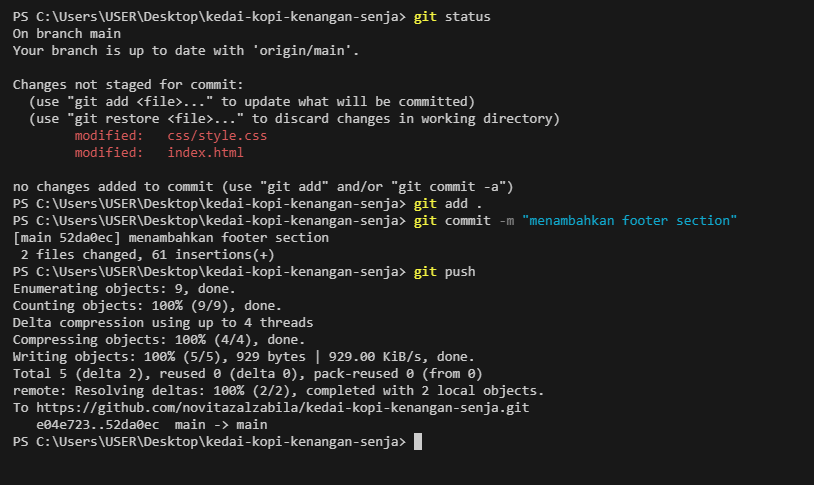 PS C:\Users\USER\Desktop\kedai-kopi-kenangan-senja> git status
On branch main
Your branch is up to date with 'origin/main'.
Changes not staged for commit:
  (use "git add <file>..." to update what will be committed)
  (use "git restore <file>..." to discard changes in working directory)
        modified:   css/style.css
        modified:   index.html
no changes added to commit (use "git add" and/or "git commit -a")
PS C:\Users\USER\Desktop\kedai-kopi-kenangan-senja> git add .
PS C:\Users\USER\Desktop\kedai-kopi-kenangan-senja> git commit -m "menambahkan footer section"
[main 52da0ec] menambahkan footer section
 2 files changed, 61 insertions(+)
PS C:\Users\USER\Desktop\kedai-kopi-kenangan-senja> git push
Enumerating objects: 9, done.
Counting objects: 100% (9/9), done.
Delta compression using up to 4 threads
Compressing objects: 100% (4/4), done.
Writing objects: 100% (5/5), 929 bytes | 929.00 KiB/s, done.
Total 5 (delta 2), reused 0 (delta 0), pack-reused 0 (from 0)
remote: Resolving deltas: 100% (2/2), completed with 2 local objects.
To https://github.com/novitazalzabila/kedai-kopi-kenangan-senja.git
   e04e723..52da0ec  main -> main
PS C:\Users\USER\Desktop\kedai-kopi-kenangan-senja>